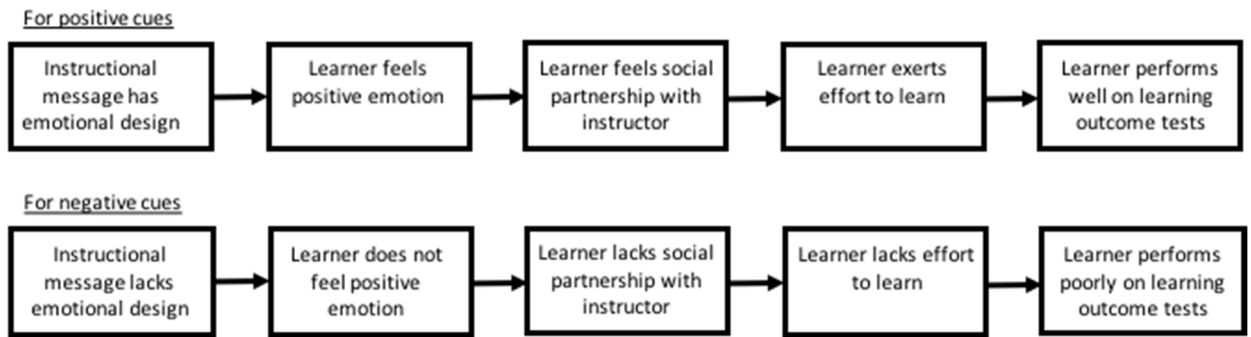 For positive cues
Instructional
message has
emotional design
Learner feels
positive emotion
Learner feels social
partnership with
instructor
Learner exerts
effort to learn
Learner performs
well on learning
outcome tests
For negative cues
Instructional
message lacks
emotional design
Learner does not
feel positive
emotion
Learner lacks social
partnership with
instructor
Learner lacks effort
to learn
Learner performs
poorly on learning
outcome tests